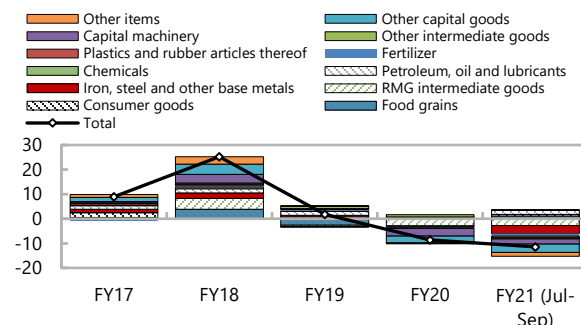 Other items
Other capital goods
Capital machinery
Other intermediate goods
Plastics and rubber articles thereof
Fertilizer
Chemicals
Petroleum, oil and lubricants
Iron, steel and other base metals
RMG intermediate goods
Consumer goods
Food grains
Total
30
20
10
0
-10
-20
FY17 FY18 FY19 FY20 FY21 (Jul-
Sep)